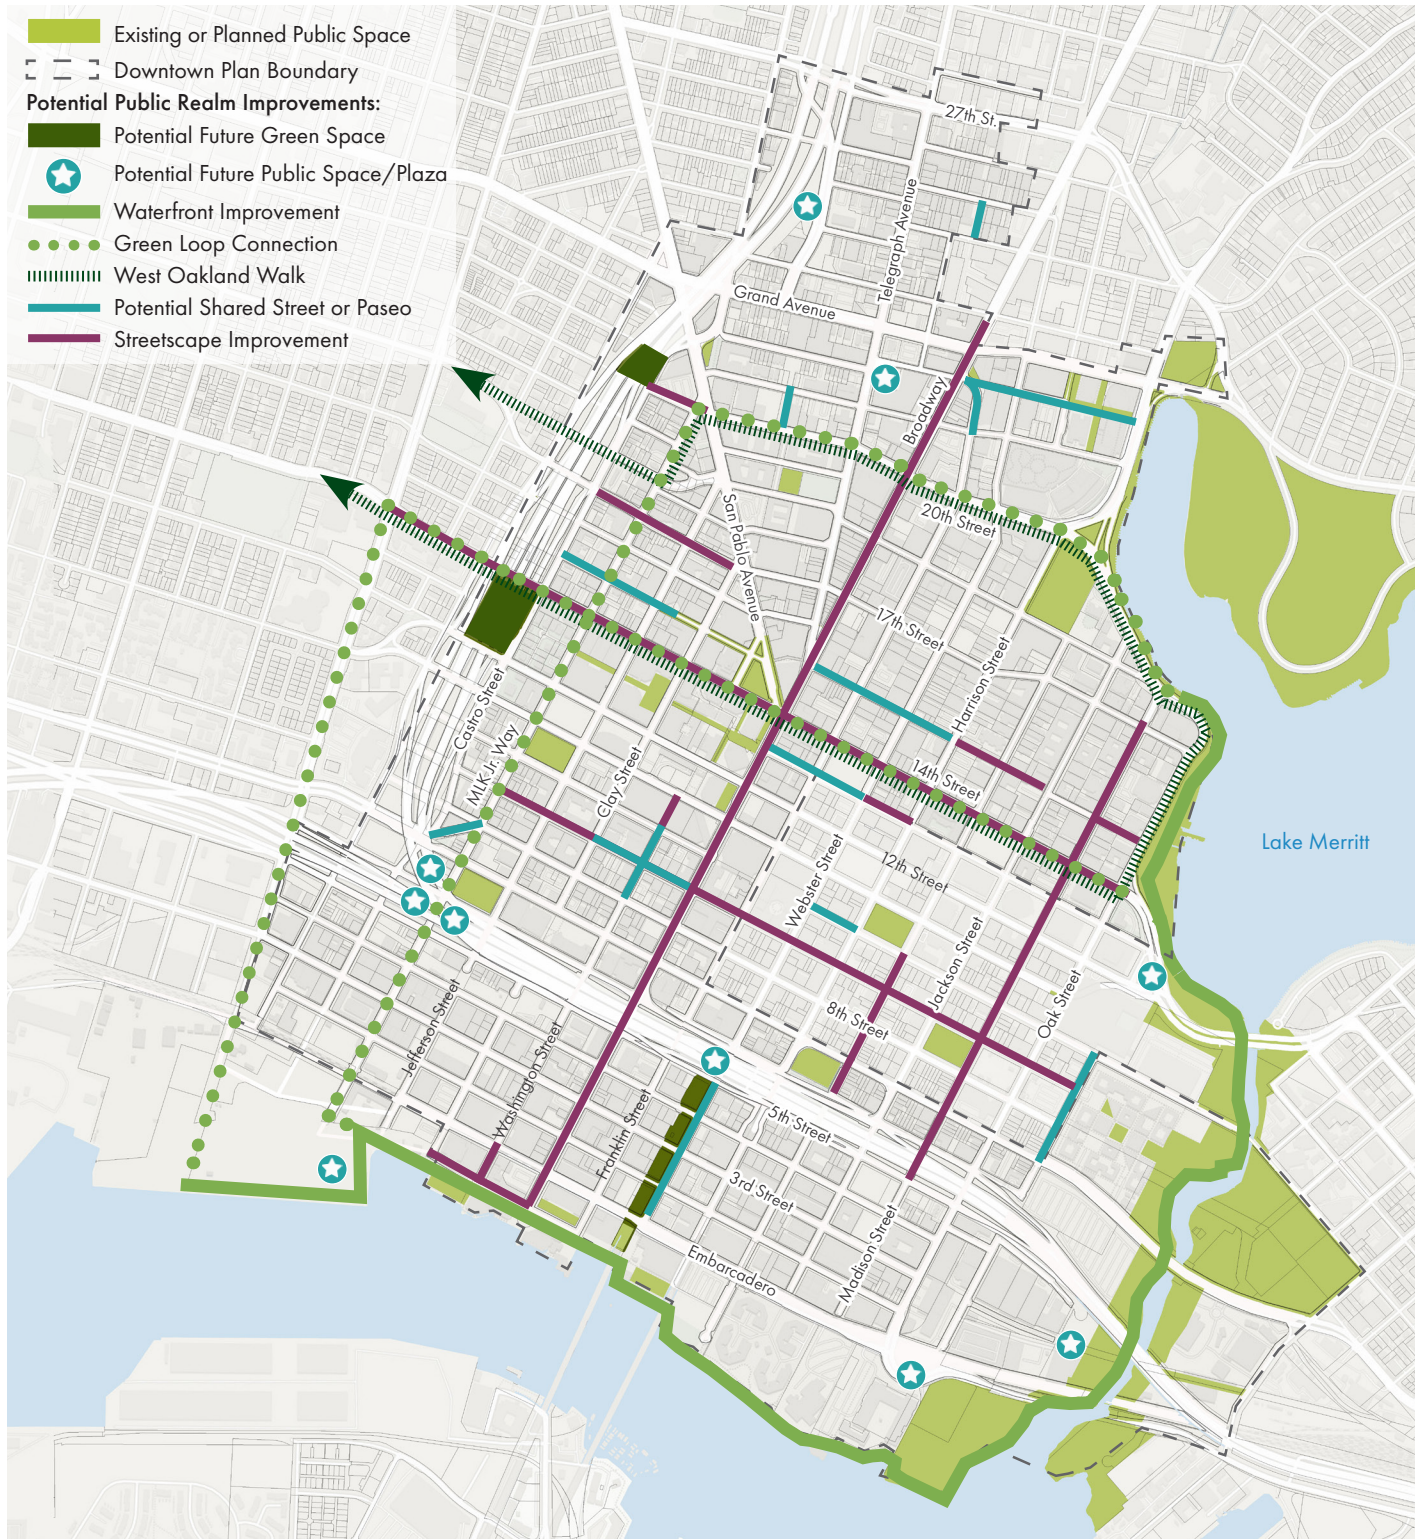 Existing or Planned Public Space
Downtown Plan Boundary
Potential Public Realm Improvements:
Potential Future Green Space
Potential Future Public Space/Plaza
Waterfront Improvement
Green Loop Connection
West Oakland Walk
Potential Shared Street or Paseo
Streetscape Improvement
27th St.
Telegraph Avenue
Grand Avenue
Broadway
San Pablo Avenue
20th Street
17th Street
Harrison Street
Castro Street
MLK Jr. Way
Clay Street
14th Street
Lake Merritt
Webster Street
12th Street
Jackson Street
Oak Street
8th Street
Jefferson Street
Washington Street
Franklin Street
5th Street
3rd Street
Madison Street
Embarcadero